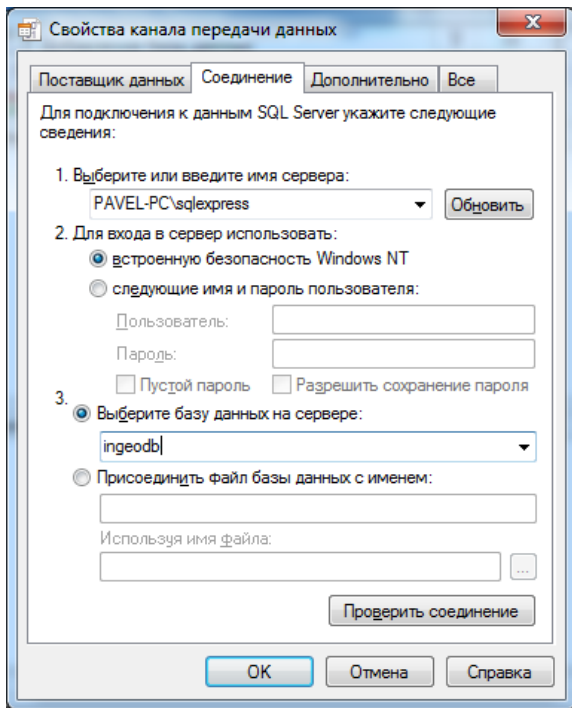 Свойства канала передачи данных
Поставщик данных Соединение Дополнительно Все
Для подключения к данным SQL Server укажите следующие
сведения:
1. Выберите или введите имя сервера:
PAVEL-PC\sqlexpress Обновить
2. Для входа в сервер использовать:
встроенную безопасность Windows NT
следующие имя и пароль пользователя:
Пользователь:
Пароль:
Пустой пароль Разрешить сохранение пароля
3.
Выберите базу данных на сервере:
ingeodb
Присоединить файл базы данных с именем:
Используя имя файла:
...
Проверить соединение
OK Отмена Справка